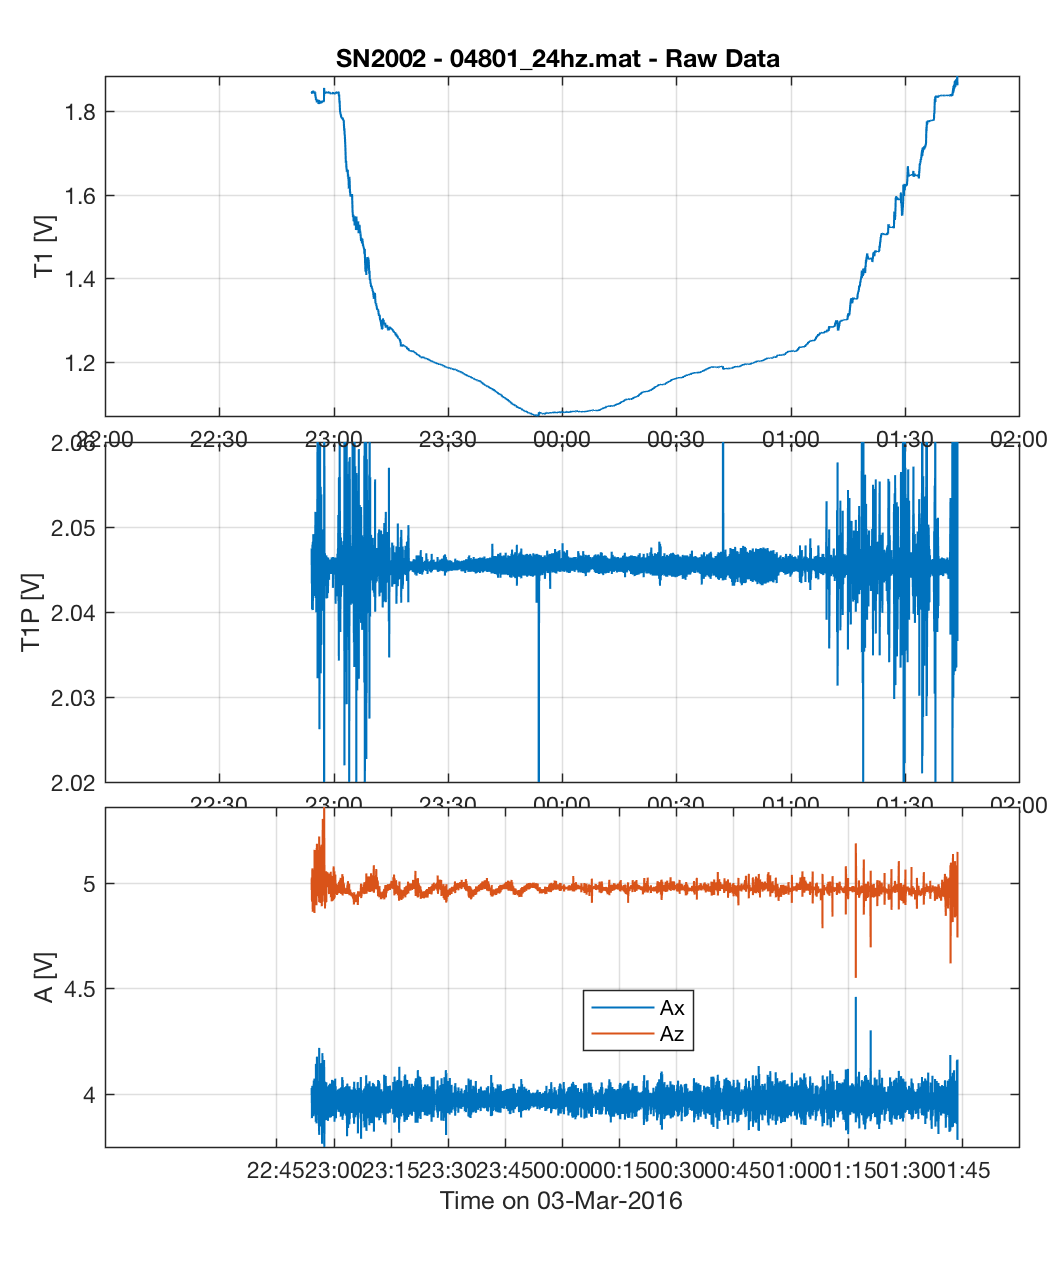 SN2002 - 04801_24hz.mat - Raw Data
1.8
1.6
1.4
1.2
T1 [V]
22:00 22:30 23:00 23:30 00:00 00:30 01:00 01:30 02:00
2.06
2.05
2.04
2.03
2.02
T1P [V]
22:30 23:00 23:30 00:00 00:30 01:00 01:30 02:00
5
4.5
4
A [V]
Ax
Az
22:45 23:00 23:15 23:30 23:45 00:00 00:15 00:30 00:45 01:00 01:15 01:30 01:45
Time on 03-Mar-2016